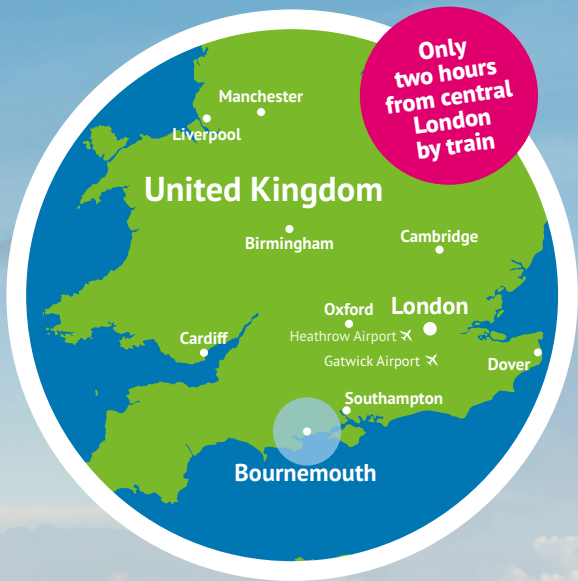 Only
two hours
from central
London
by train
Manchester
Liverpool
United Kingdom
Birmingham
Cambridge
Oxford
London
Heathrow Airport
Cardiff
Gatwick Airport
Dover
Southampton
Bournemouth